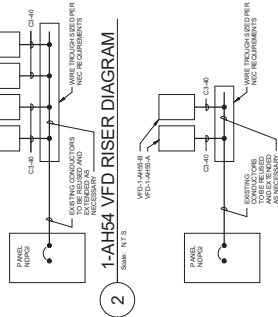 C3-40
C3-40
WIRE TROUGH SIZED PER
NEC REQUIREMENTS
EXISTING CONDUCTORS
TO BE REUSED AND
EXTENDED AS
NECESSARY
PANEL
NDPGI
2
1-AH54 VFD RISER DIAGRAM
Scale: N.T.S.
VFD-1-AH55-B
VFD-1-AH55-A
C3-40
C3-40
WIRE TROUGH SIZED PER
NEC REQUIREMENTS
EXISTING
CONDUCTORS
TO BE REUSED
AND EXTENDED
AS NECESSARY
PANEL
NDPGI